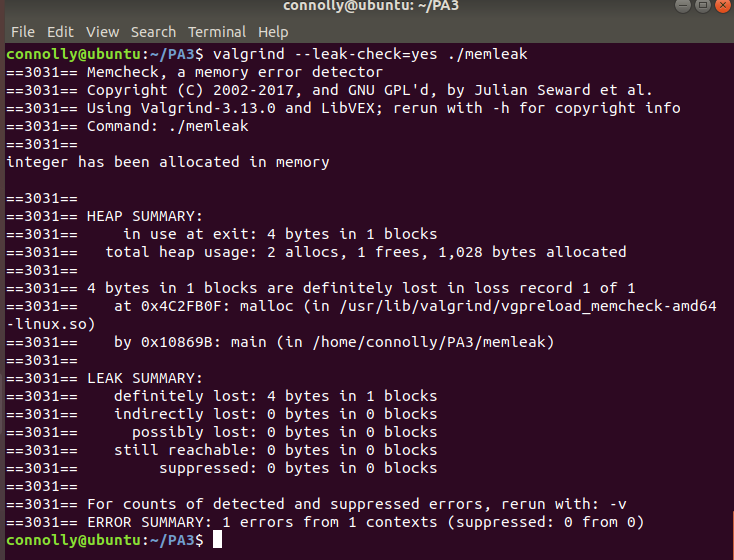 connolly@ubuntu: ~/PA3
File Edit View Search Terminal Help
connolly@ubuntu:~/PA3$ valgrind --leak-check=yes ./memleak
==3031== Memcheck, a memory error detector
==3031== Copyright (C) 2002-2017, and GNU GPL'd, by Julian Seward et al.
==3031== Using Valgrind-3.13.0 and LibVEX; rerun with -h for copyright info
==3031== Command: ./memleak
==3031==
integer has been allocated in memory
==3031==
==3031== HEAP SUMMARY:
==3031==     in use at exit: 4 bytes in 1 blocks
==3031==   total heap usage: 2 allocs, 1 frees, 1,028 bytes allocated
==3031==
==3031== 4 bytes in 1 blocks are definitely lost in loss record 1 of 1
==3031==    at 0x4C2FB0F: malloc (in /usr/lib/valgrind/vgpreload_memcheck-amd64
-linux.so)
==3031==    by 0x10869B: main (in /home/connolly/PA3/memleak)
==3031==
==3031== LEAK SUMMARY:
==3031==    definitely lost: 4 bytes in 1 blocks
==3031==    indirectly lost: 0 bytes in 0 blocks
==3031==      possibly lost: 0 bytes in 0 blocks
==3031==    still reachable: 0 bytes in 0 blocks
==3031==         suppressed: 0 bytes in 0 blocks
==3031==
==3031== For counts of detected and suppressed errors, rerun with: -v
==3031== ERROR SUMMARY: 1 errors from 1 contexts (suppressed: 0 from 0)
connolly@ubuntu:~/PA3$